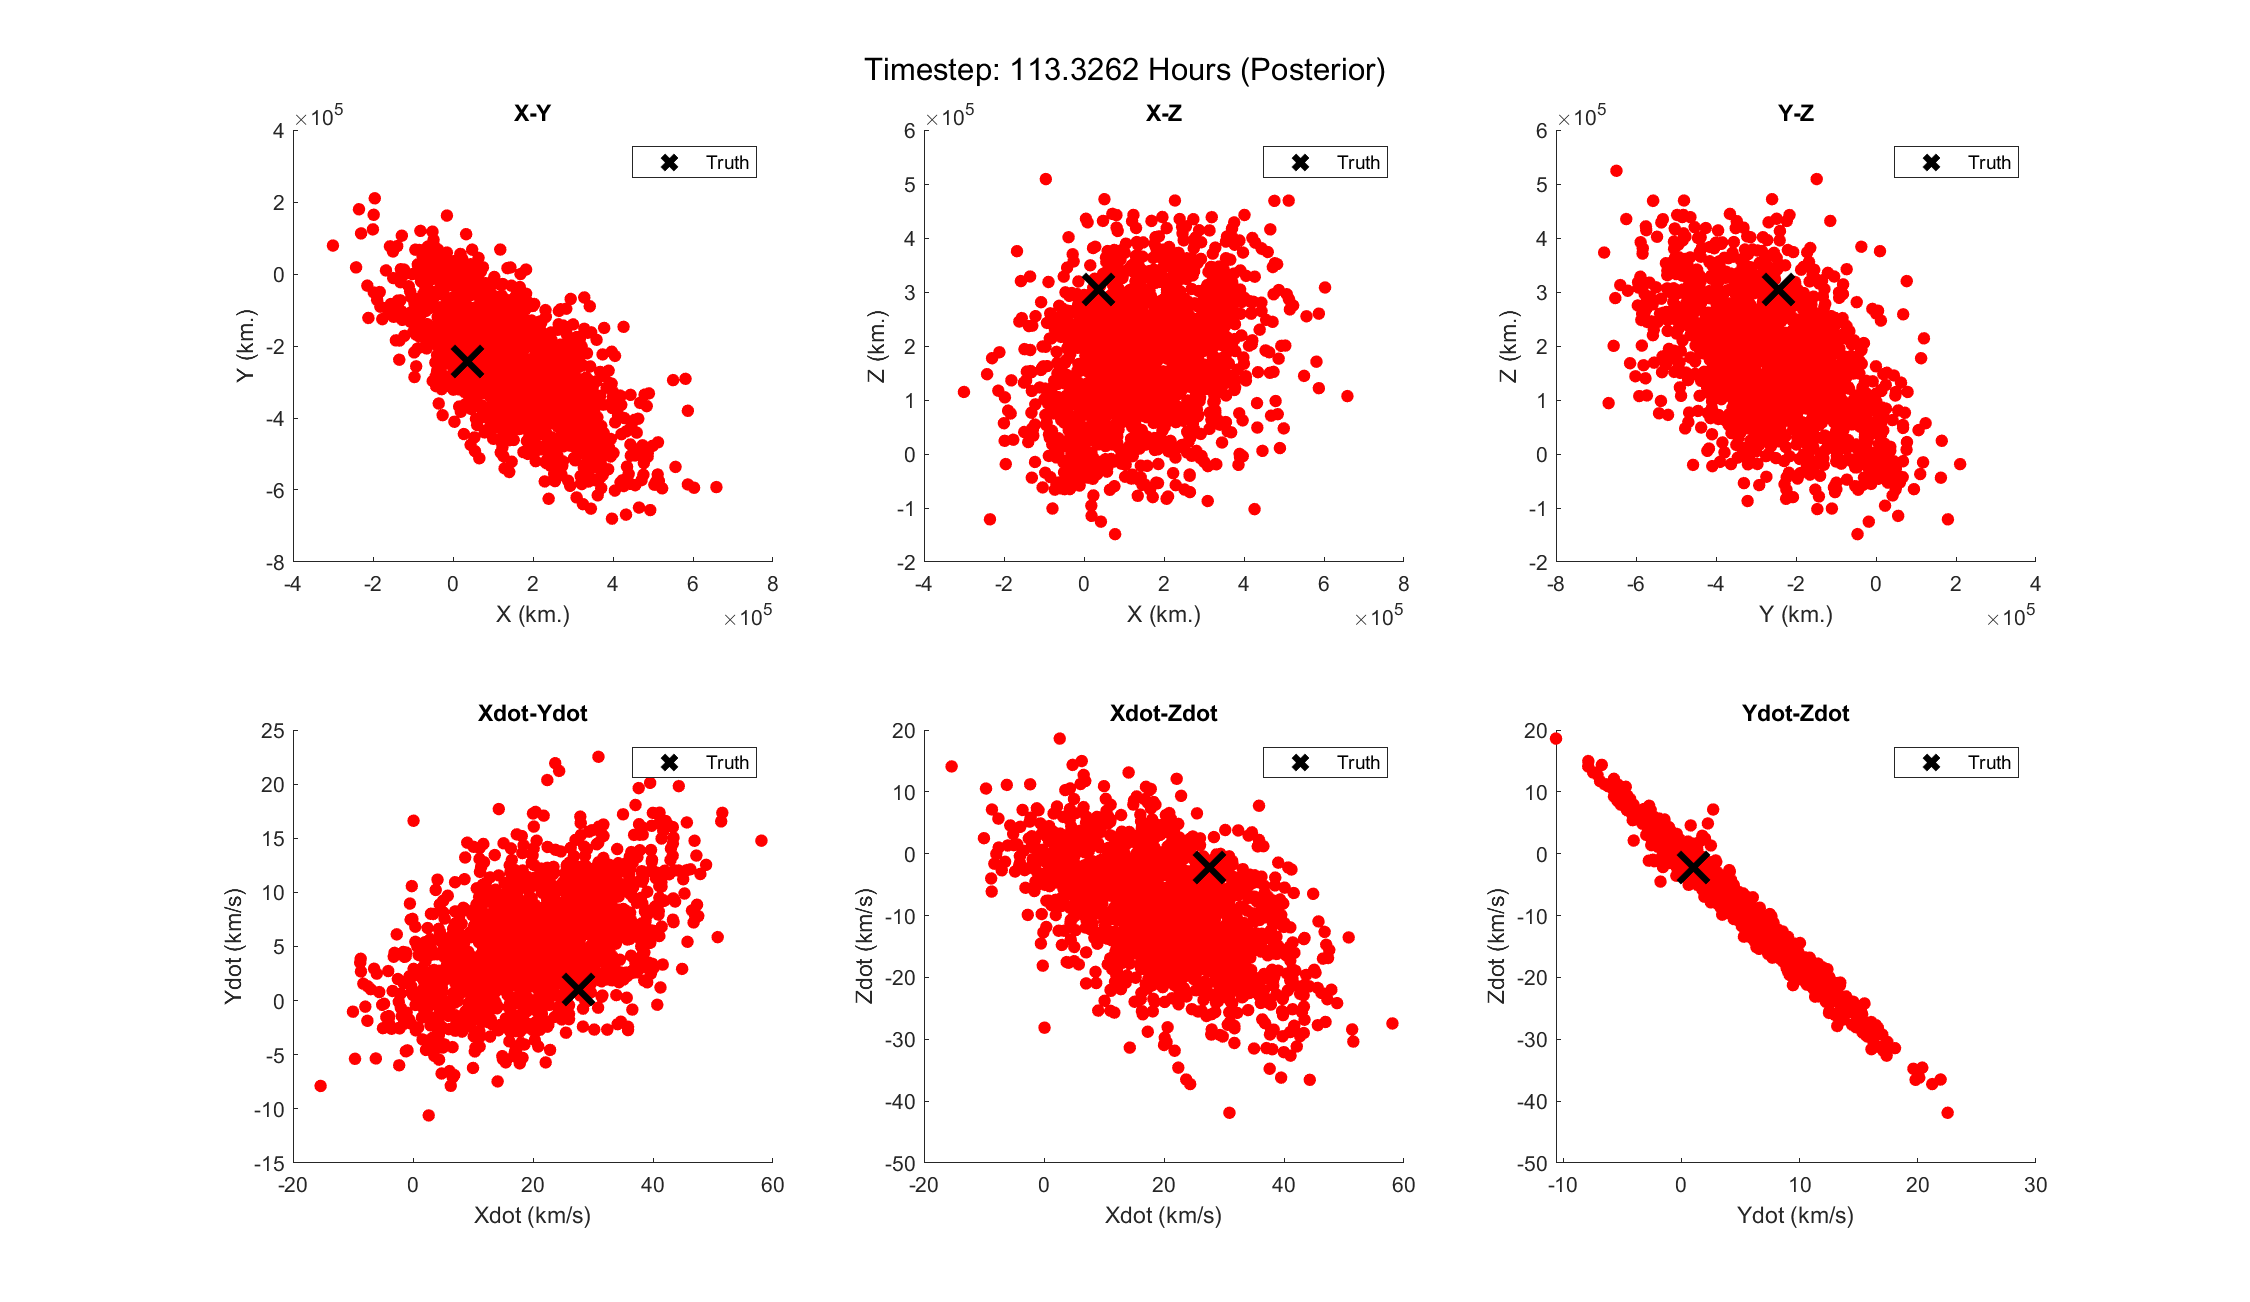 Timestep: 113.3262 Hours (Posterior)
X-Y
×10^5
4
2
0
-2
-4
-6
-8
-4 -2 0 2 4 6 8
×10^5
X (km.)
Y (km.)
Truth
X-Z
×10^5
6
5
4
3
2
1
0
-1
-2
-4 -2 0 2 4 6 8
×10^5
X (km.)
Z (km.)
Truth
Y-Z
×10^5
6
5
4
3
2
1
0
-1
-2
-8 -6 -4 -2 0 2 4
×10^5
Y (km.)
Z (km.)
Truth
Xdot-Ydot
25
20
15
10
5
0
-5
-10
-15
-20 0 20 40 60
Xdot (km/s)
Ydot (km/s)
Truth
Xdot-Zdot
20
10
0
-10
-20
-30
-40
-50
-20 0 20 40 60
Xdot (km/s)
Zdot (km/s)
Truth
Ydot-Zdot
20
10
0
-10
-20
-30
-40
-50
-10 0 10 20 30
Ydot (km/s)
Zdot (km/s)
Truth